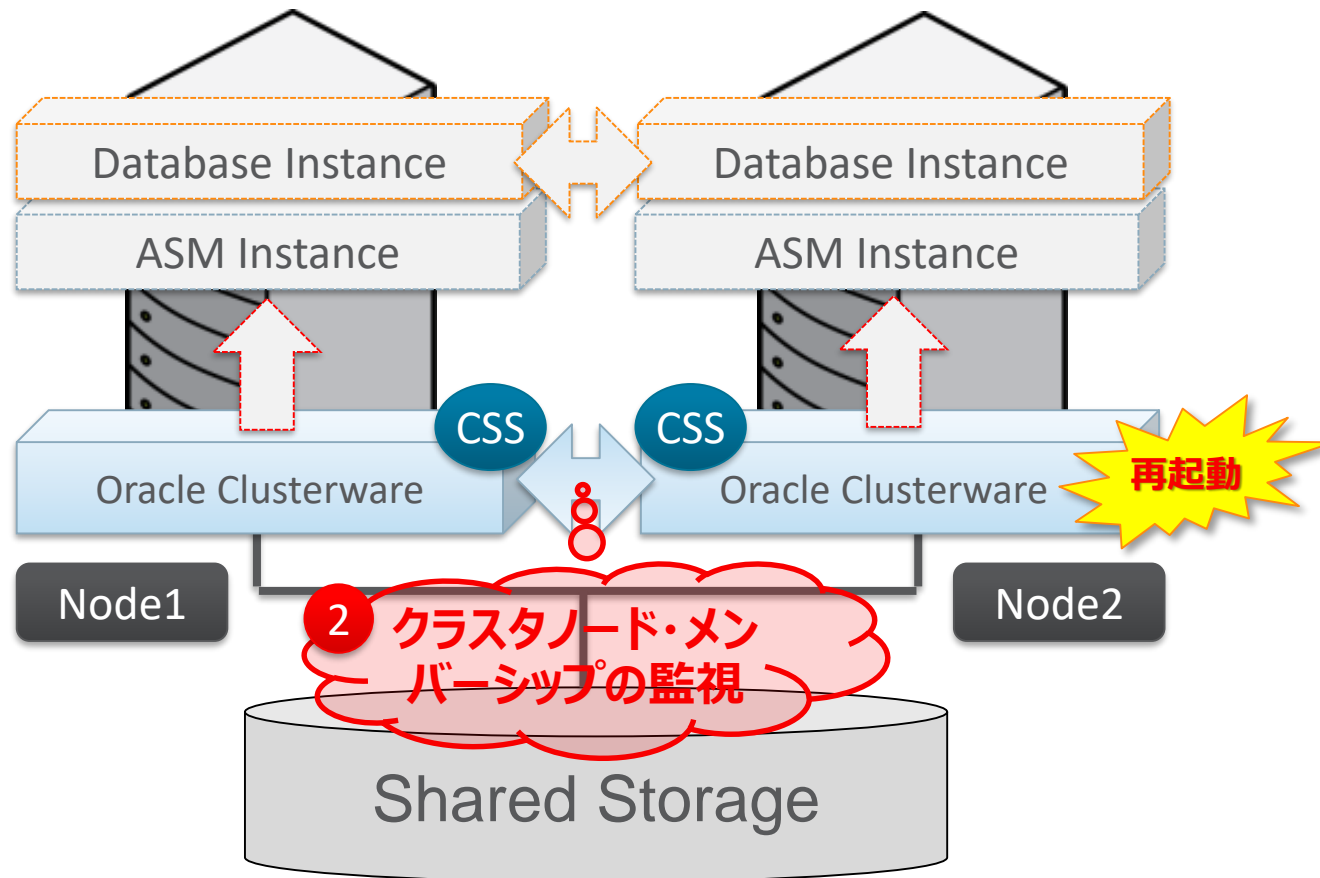 Database Instance
Database Instance
ASM Instance
ASM Instance
CSS
CSS
Oracle Clusterware
Oracle Clusterware
再起動
Node1
Node2
2
クラスタノード・メン
バーシップの監視
Shared Storage